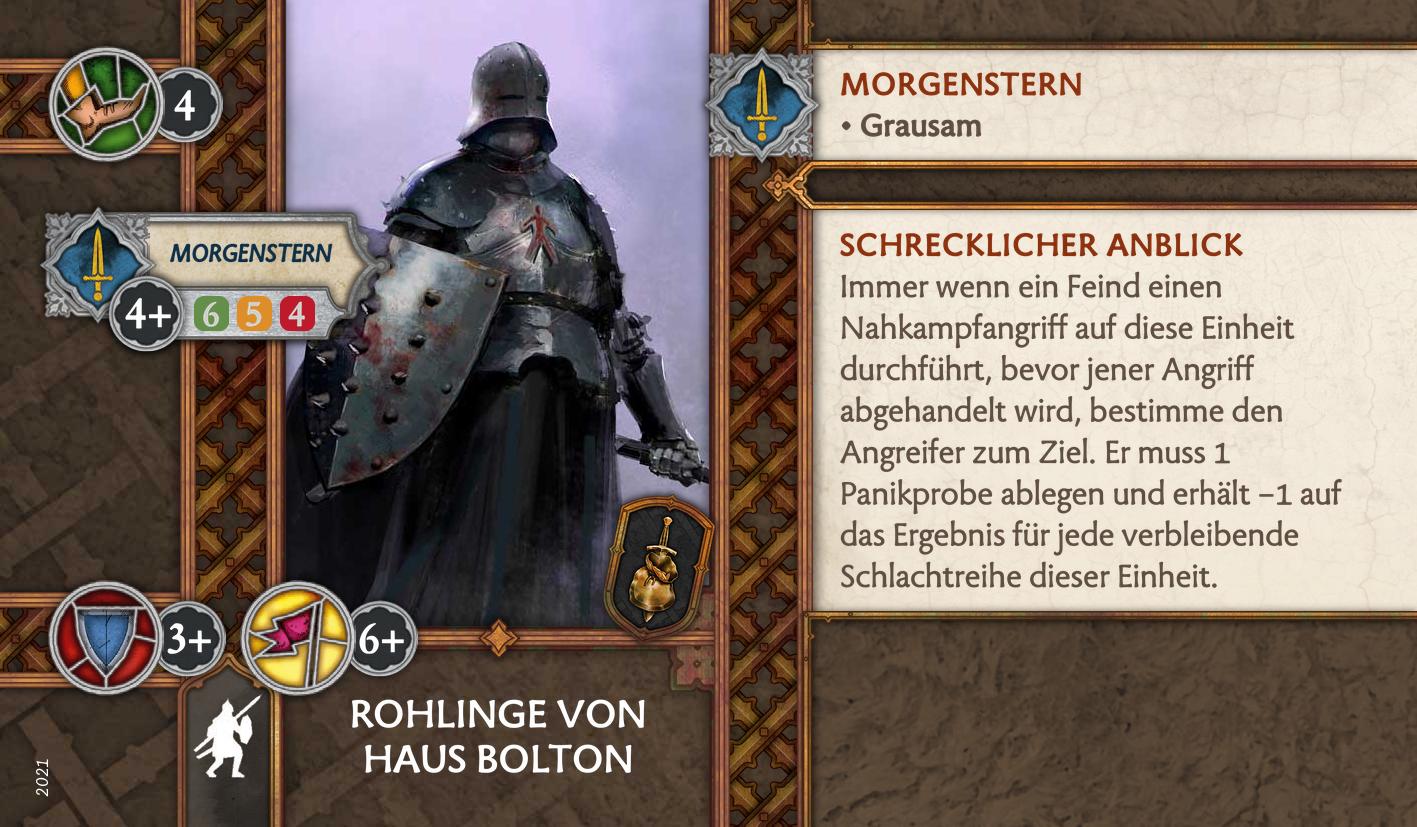 4
MORGENSTERN
4+ 6 5 4
3+ 6+
ROHLINGE VON
HAUS BOLTON
2021
MORGENSTERN
• Grausam
SCHRECKLICHER ANBLICK
Immer wenn ein Feind einen
Nahkampfangriff auf diese Einheit
durchführt, bevor jener Angriff
abgehandelt wird, bestimme den
Angreifer zum Ziel. Er muss 1
Panikprobe ablegen und erhält −1 auf
das Ergebnis für jede verbleibende
Schlachtreihe dieser Einheit.